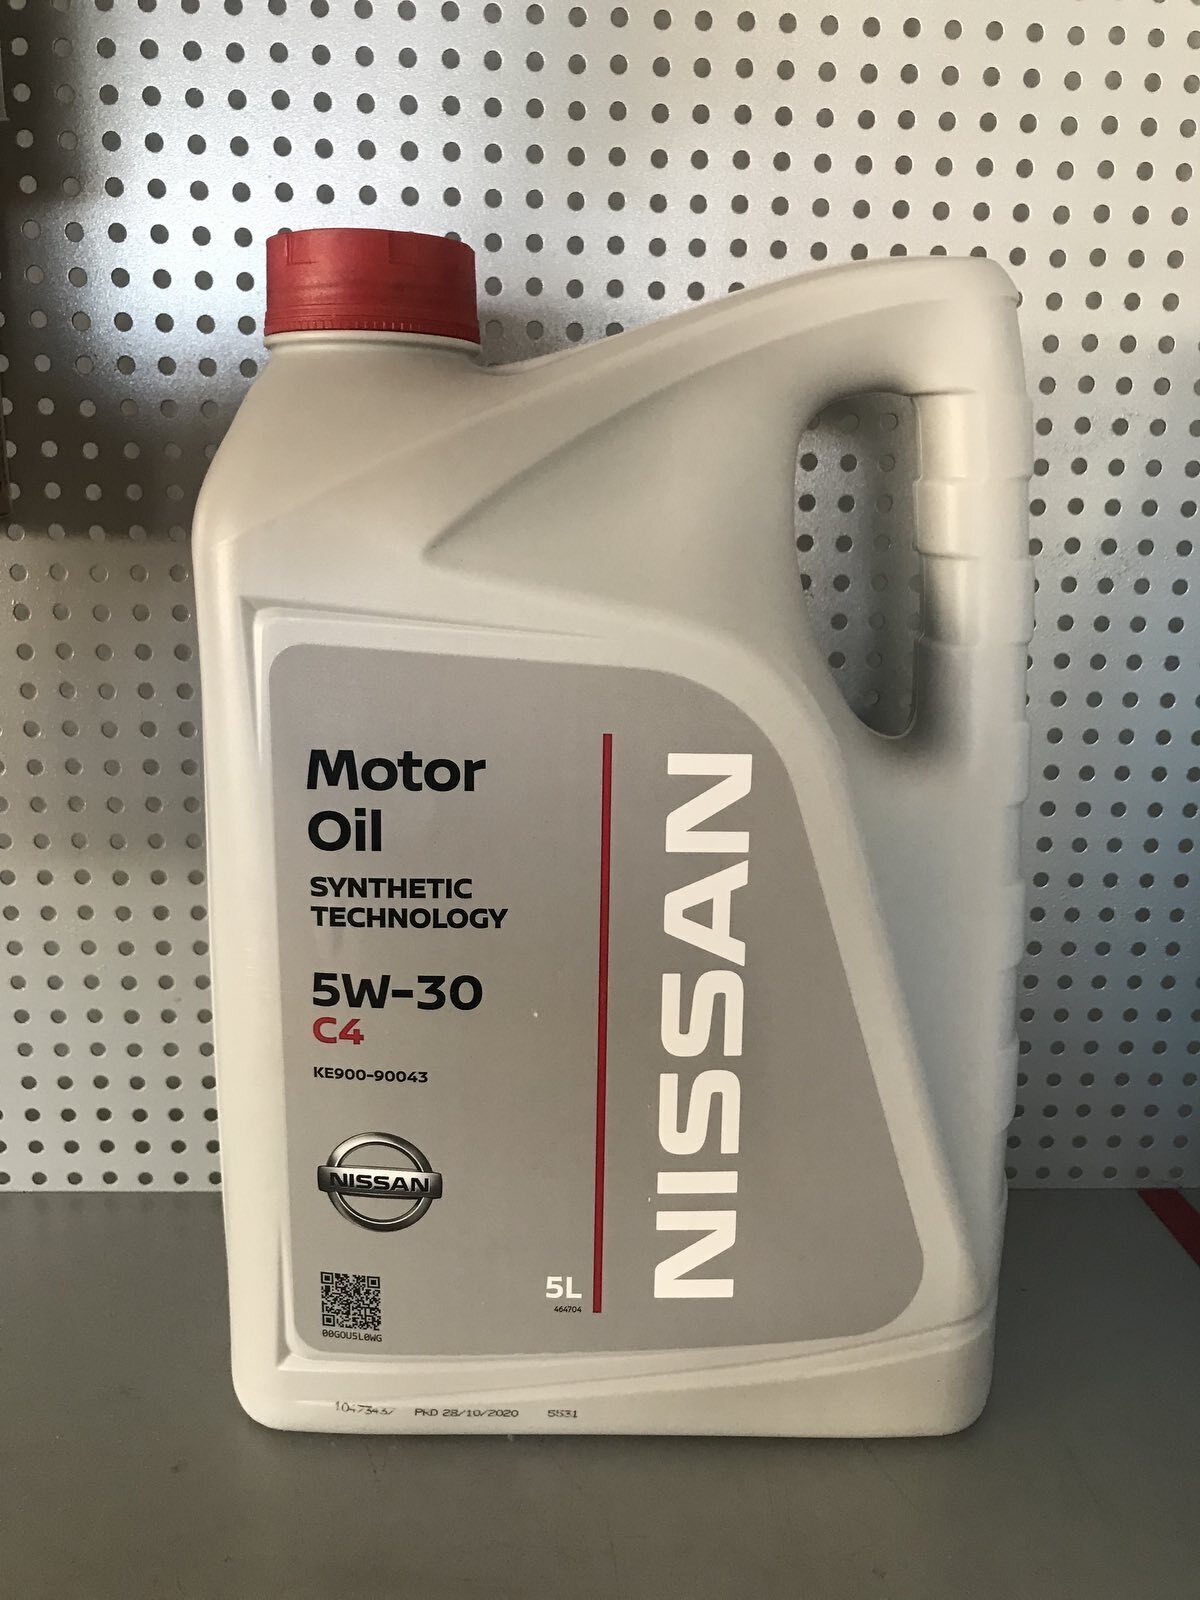 Motor
Oil
SYNTHETIC
TECHNOLOGY
5W-30
C4
KE900-90043
NISSAN
00GOU5L0WG
5L
464704
NISSAN
PKD 28/10/2020 5531